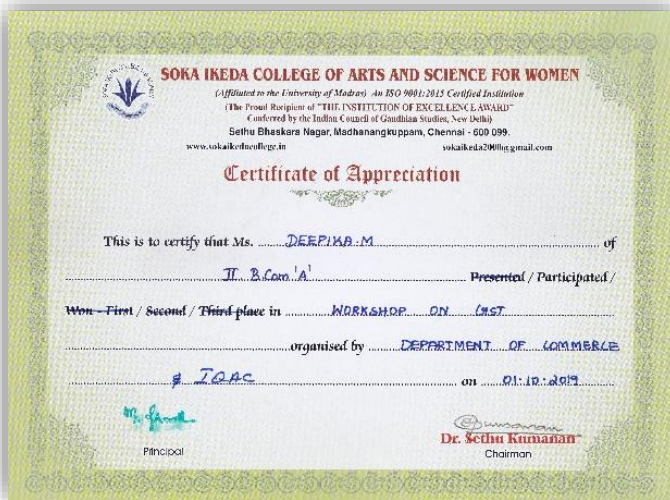 SOKA IKEDA COLLEGE OF ARTS AND SCIENCE FOR WOMEN
(Affiliated to the University of Madras) An ISO 9001:2015 Certified Institution
(The Proud Recipient of "THE INSTITUTION OF EXCELLENCE AWARD"
Conferred by the Indian Council of Gandhian Studies, New Delhi)
Sethu Bhaskara Nagar, Madhanangkuppam, Chennai - 600 099.
www.sokaikedacollege.in sokaikeda2000@gmail.com
Certificate of Appreciation
This is to certify that Ms. DEEPIKA.M of
II B.Com 'A' Presented / Participated /
Won - First / Second / Third place in WORKSHOP ON GST
organised by DEPARTMENT OF COMMERCE
& IQAC on 01-10-2019
Principal
Dr. Sethu Kumanan
Chairman